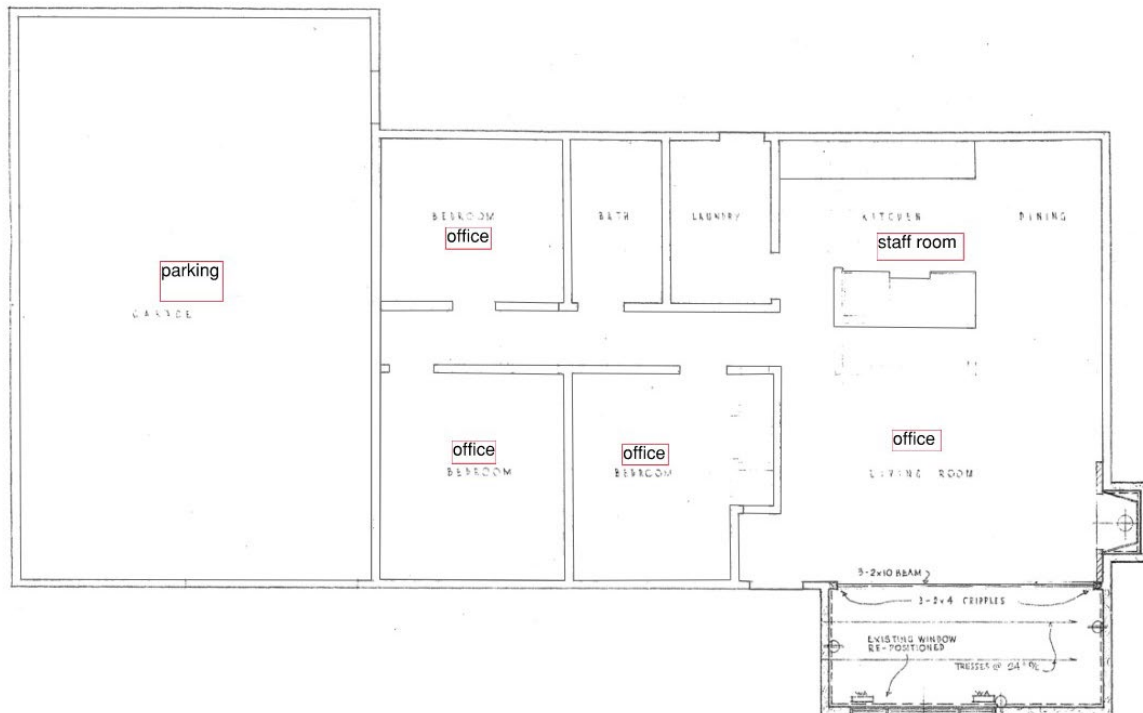 BEDROOM
office
BATH
LAUNDRY
KITCHEN
DINING
staff room
parking
GARAGE
office
BEDROOM
office
BEDROOM
office
LIVING ROOM
3-2x10 BEAM
3-2x4 CRIPPLES
EXISTING WINDOW
RE-POSITIONED